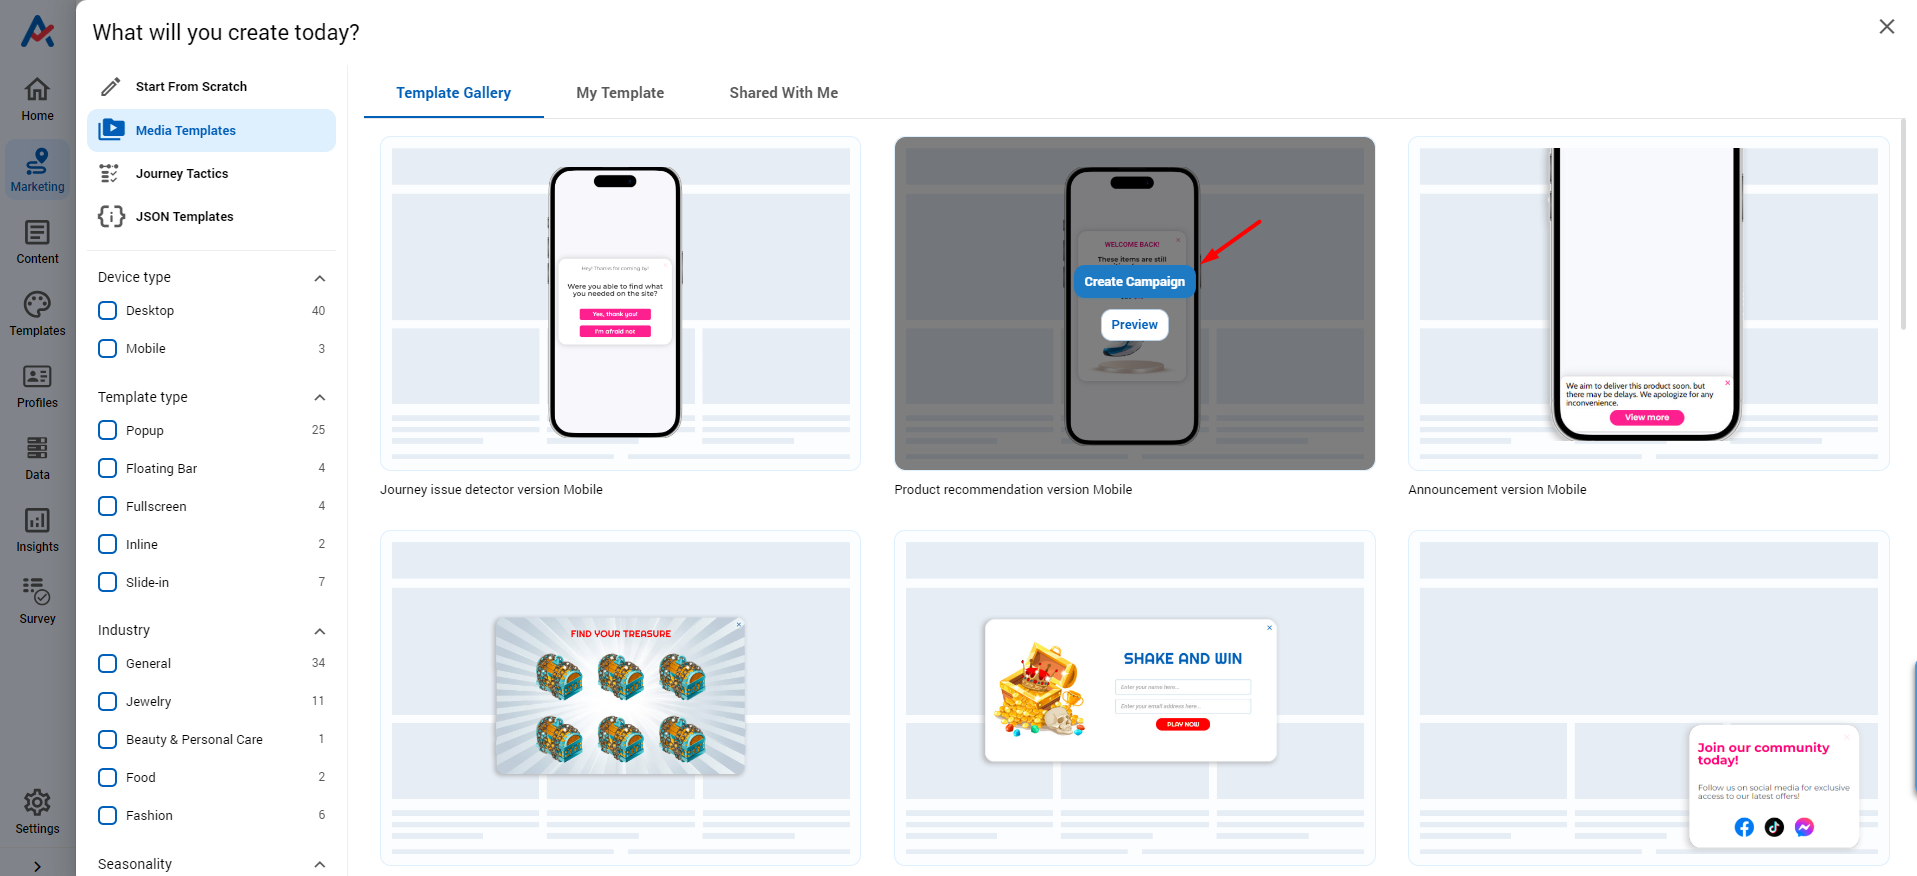 What will you create today?
Home
Marketing
Content
Templates
Profiles
Data
Insights
Survey
Settings
Start From Scratch
Media Templates
Journey Tactics
JSON Templates
Device type
Desktop 40
Mobile 3
Template type
Popup 25
Floating Bar 4
Fullscreen 4
Inline 2
Slide-in 7
Industry
General 34
Jewelry 11
Beauty & Personal Care 1
Food 2
Fashion 6
Seasonality
Template Gallery
My Template
Shared With Me
Hey! Thanks for coming by!
Were you able to find what
you needed on the site?
Yes, thank you!
I'm afraid not
Journey issue detector version Mobile
WELCOME BACK!
These items are still
Create Campaign
Preview
Product recommendation version Mobile
We aim to deliver this product soon, but
there may be delays. We apologize for any
inconvenience.
View more
Announcement version Mobile
FIND YOUR TREASURE
SHAKE AND WIN
Enter your name here...
Enter your email address here...
PLAY NOW
Join our community
today!
Follow us on social media for exclusive
access to our latest offers!